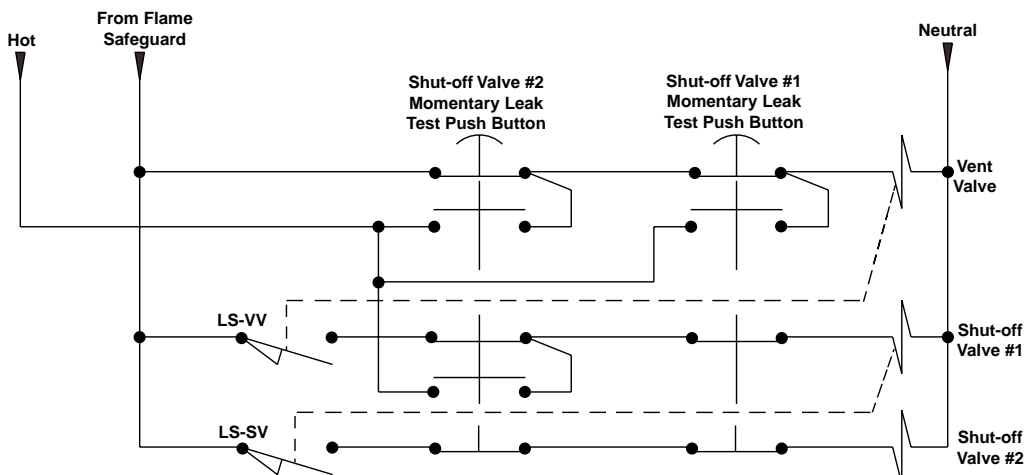 Hot
From Flame
Safeguard
Neutral
Shut-off Valve #2
Momentary Leak
Test Push Button
Shut-off Valve #1
Momentary Leak
Test Push Button
Vent
Valve
LS-VV
Shut-off
Valve #1
LS-SV
Shut-off
Valve #2